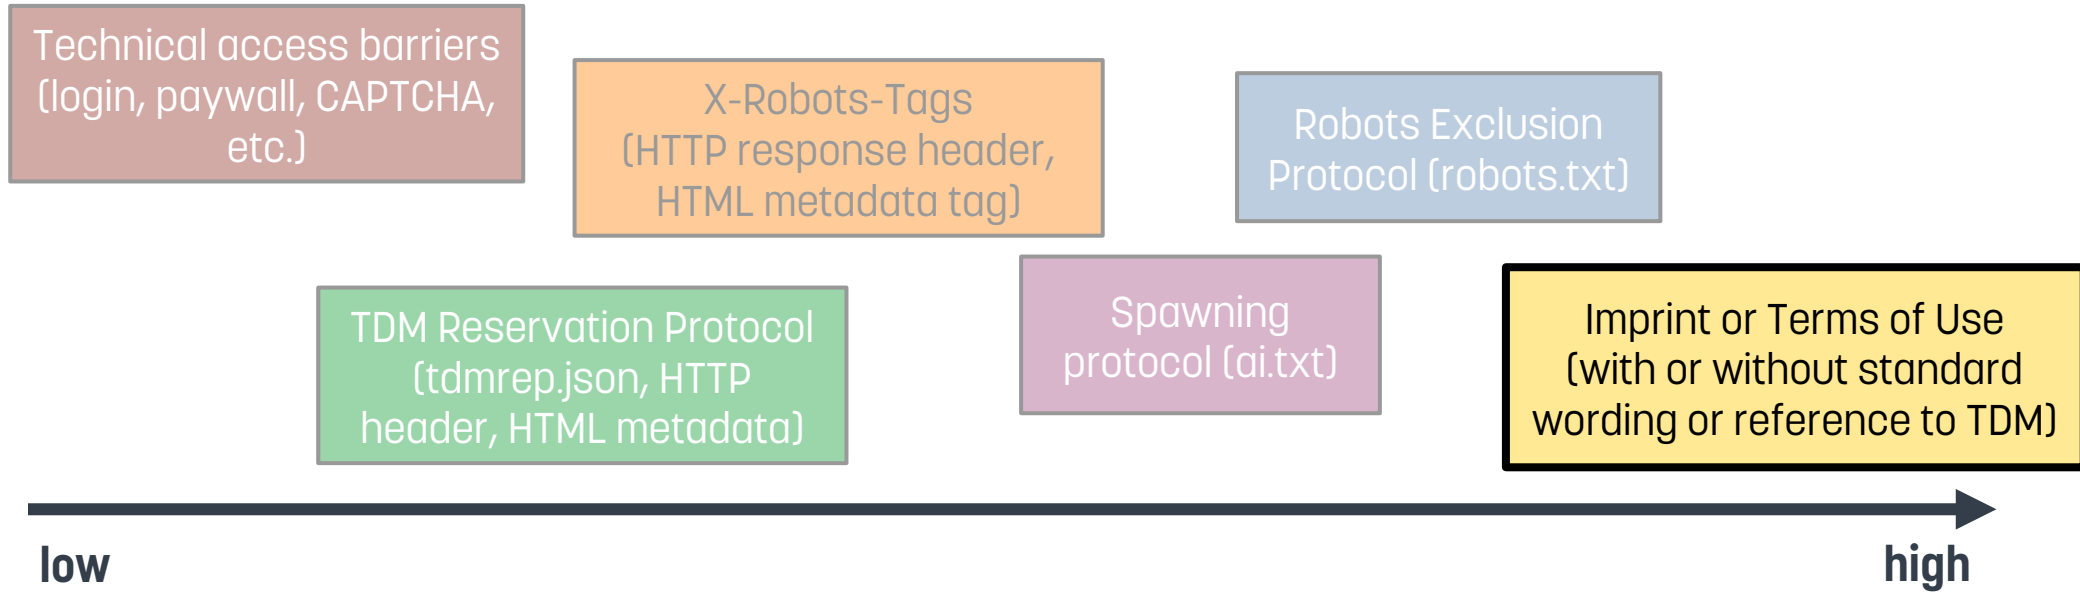 Technical access barriers
(login, paywall, CAPTCHA,
etc.)
X-Robots-Tags
(HTTP response header,
HTML metadata tag)
Robots Exclusion
Protocol (robots.txt)
TDM Reservation Protocol
(tdmrep.json, HTTP
header, HTML metadata)
Spawning
protocol (ai.txt)
Imprint or Terms of Use
(with or without standard
wording or reference to TDM)
low
high